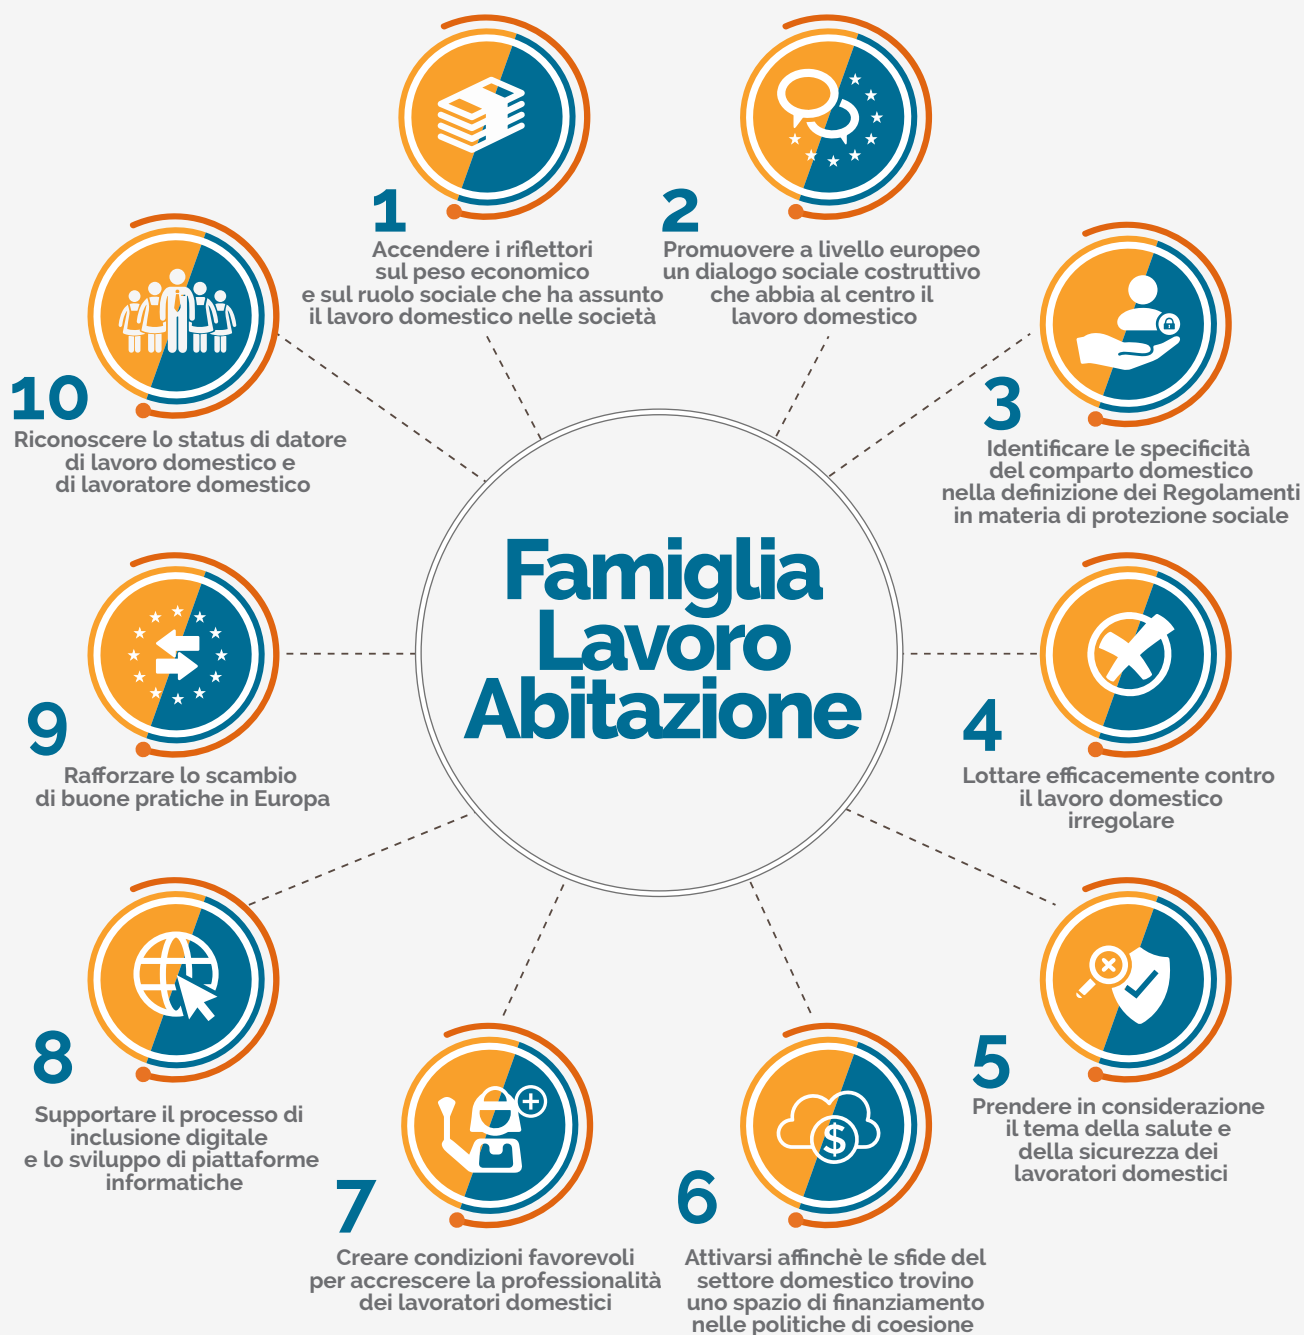 Famiglia
Lavoro
Abitazione
1
Accendere i riflettori
sul peso economico
e sul ruolo sociale che ha assunto
il lavoro domestico nelle società
2
Promuovere a livello europeo
un dialogo sociale costruttivo
che abbia al centro il
lavoro domestico
3
Identificare le specificità
del comparto domestico
nella definizione dei Regolamenti
in materia di protezione sociale
4
Lottare efficacemente contro
il lavoro domestico
irregolare
5
Prendere in considerazione
il tema della salute e
della sicurezza dei
lavoratori domestici
6
Attivarsi affinchè le sfide del
settore domestico trovino
uno spazio di finanziamento
nelle politiche di coesione
7
Creare condizioni favorevoli
per accrescere la professionalità
dei lavoratori domestici
8
Supportare il processo di
inclusione digitale
e lo sviluppo di piattaforme
informatiche
9
Rafforzare lo scambio
di buone pratiche in Europa
10
Riconoscere lo status di datore
di lavoro domestico e
di lavoratore domestico
$